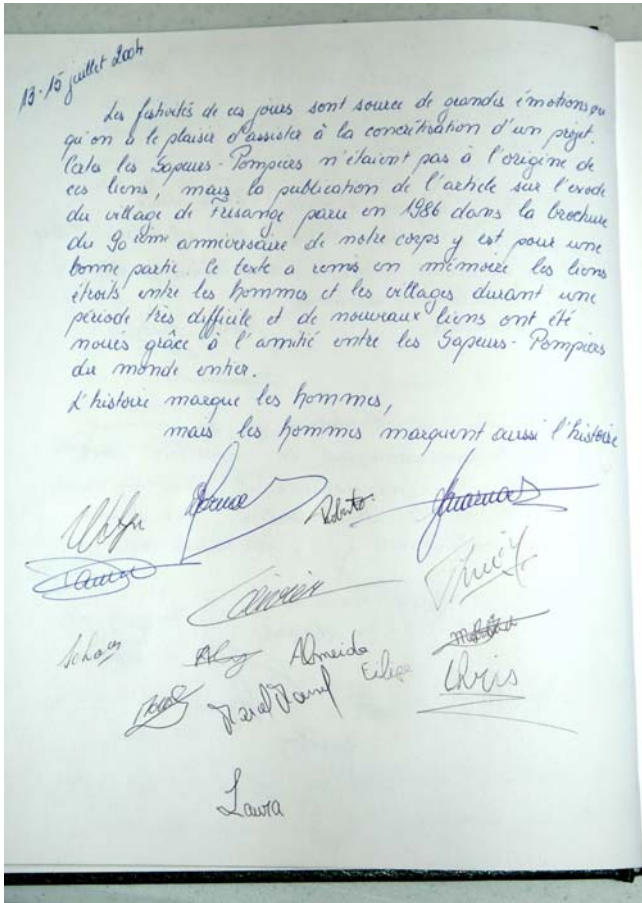 13-15 juillet 2004
Les festivités de ces jours sont source de grandes émotions
qu'on a le plaisir d'assister à la concrétisation d'un projet.
Certes les Sapeurs-Pompiers n'étaient pas à l'origine de
ces liens, mais la publication de l'article sur l'exode
du village de Frisange paru en 1986 dans la brochure
du 90ième anniversaire de notre corps y est pour une
bonne partie. Ce texte a remis en mémoire les liens
étroits entre les hommes et les villages durant une
période très difficile et de nouveaux liens ont été
noués grâce à l'amitié entre les Sapeurs-Pompiers
du monde entier.
L'histoire marque les hommes,
mais les hommes marquent aussi l'histoire
Roberto
Almeida
Filipe
Chris
Laura